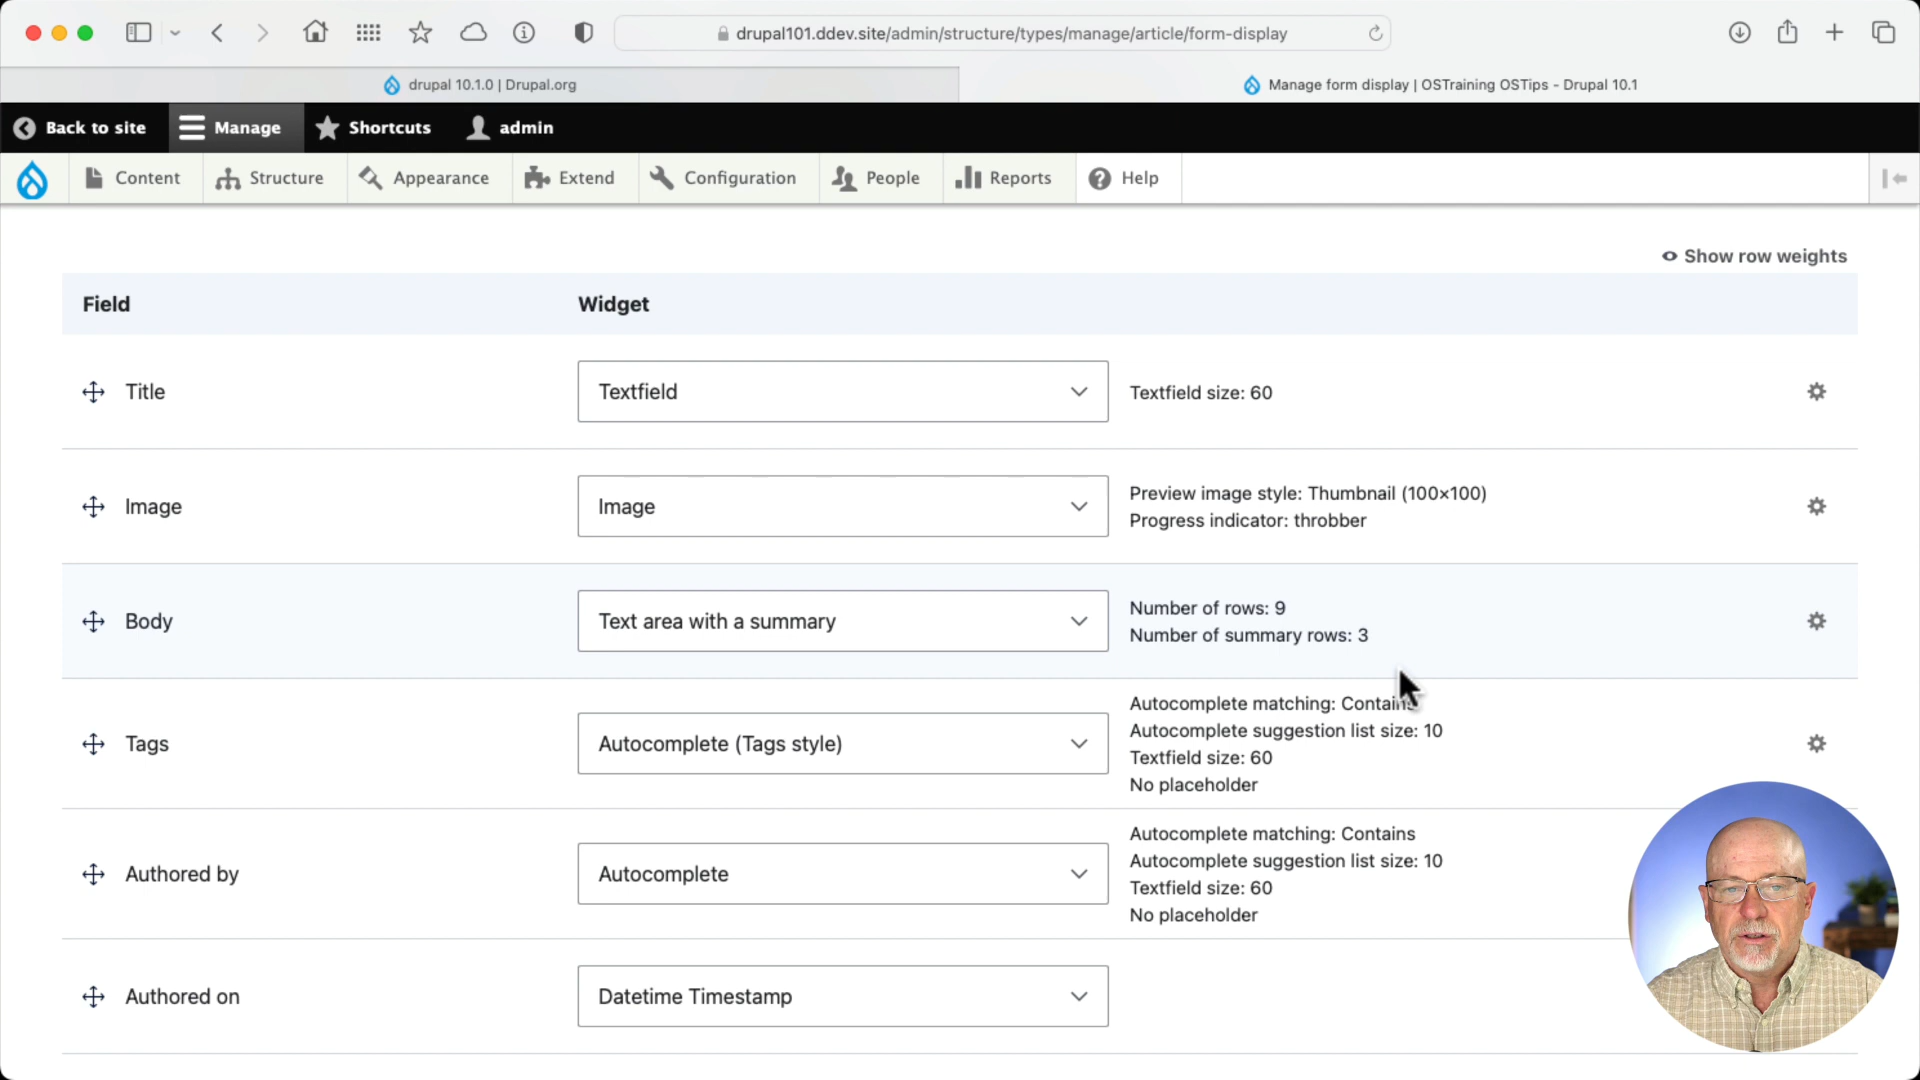 drupal101.ddev.site/admin/structure/types/manage/article/form-display
drupal 10.1.0 | Drupal.org
Manage form display | OSTraining OSTips - Drupal 10.1
Back to site
Manage
Shortcuts
admin
Content
Structure
Appearance
Extend
Configuration
People
Reports
Help
Show row weights
Field
Widget
Title
Textfield
Textfield size: 60
Image
Image
Preview image style: Thumbnail (100×100)
Progress indicator: throbber
Body
Text area with a summary
Number of rows: 9
Number of summary rows: 3
Tags
Autocomplete (Tags style)
Autocomplete matching: Contains
Autocomplete suggestion list size: 10
Textfield size: 60
No placeholder
Authored by
Autocomplete
Autocomplete matching: Contains
Autocomplete suggestion list size: 10
Textfield size: 60
No placeholder
Authored on
Datetime Timestamp